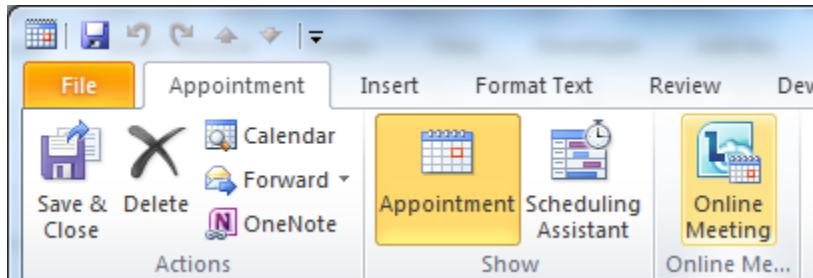 File Appointment Insert Format Text Review Dev
Calendar
Forward
OneNote
Save & Close
Delete
Actions
Appointment
Scheduling Assistant
Show
Online Meeting
Online Me...